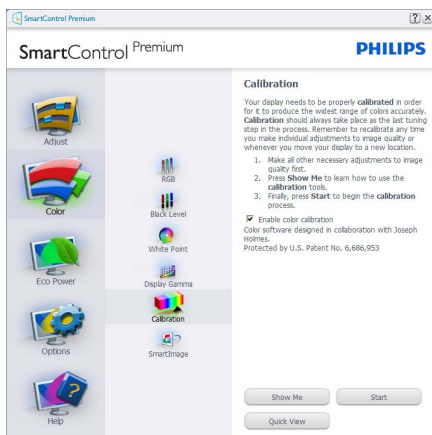 SmartControl Premium
SmartControl Premium
PHILIPS
Adjust
Color
Eco Power
Options
Help
RGB
Black Level
White Point
Display Gamma
Calibration
SmartImage
Calibration
Your display needs to be properly calibrated in order
for it to produce the widest range of colors accurately.
Calibration should always take place as the last tuning
step in the process. Remember to recalibrate any time
you make individual adjustments to image quality or
whenever you move your display to a new location.
1. Make all other necessary adjustments to image
quality first.
2. Press Show Me to learn how to use the
calibration tools.
3. Finally, press Start to begin the calibration
process.
Enable color calibration
Color software designed in collaboration with Joseph
Holmes.
Protected by U.S. Patent No. 6,686,953
Show Me
Start
Quick View